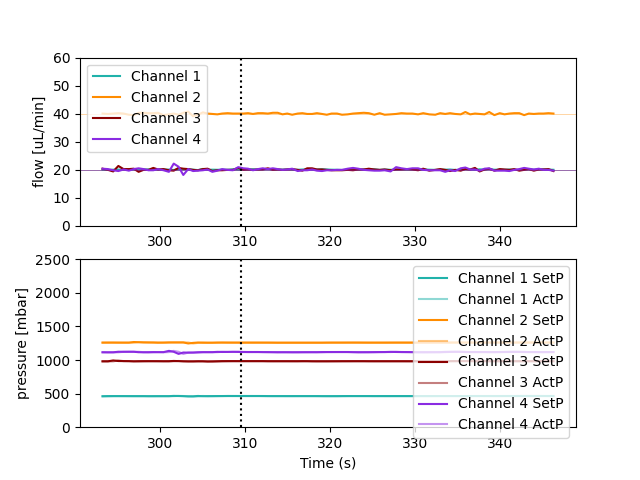 60
50
40
30
20
10
0
flow [uL/min]
Channel 1
Channel 2
Channel 3
Channel 4
300 310 320 330 340
2500
2000
1500
1000
500
0
pressure [mbar]
Channel 1 SetP
Channel 1 ActP
Channel 2 SetP
Channel 2 ActP
Channel 3 SetP
Channel 3 ActP
Channel 4 SetP
Channel 4 ActP
300 310 320 330 340
Time (s)